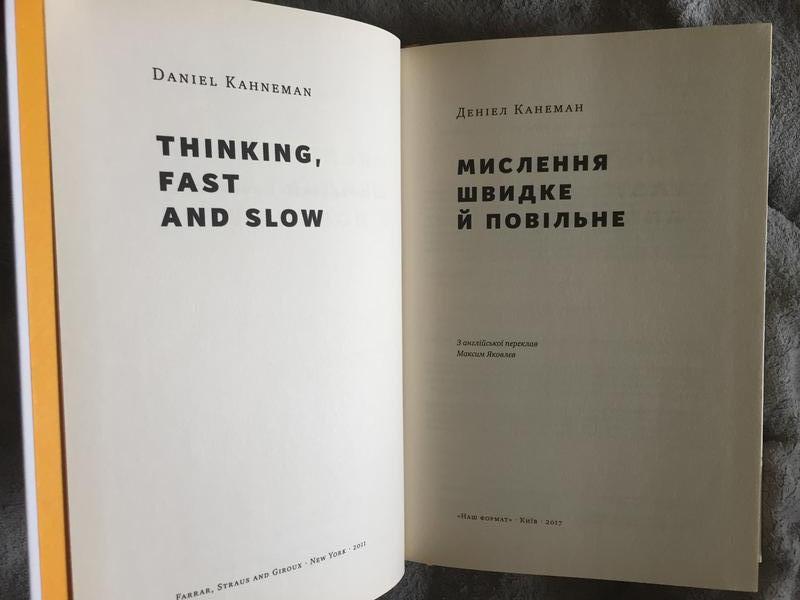 Daniel Kahneman
THINKING,
FAST
AND SLOW
Farrar, Straus and Giroux · New York · 2011
Деніел Канеман
МИСЛЕННЯ
ШВИДКЕ
Й ПОВІЛЬНЕ
З англійської переклав
Максим Яковлєв
«Наш формат» · Київ · 2017